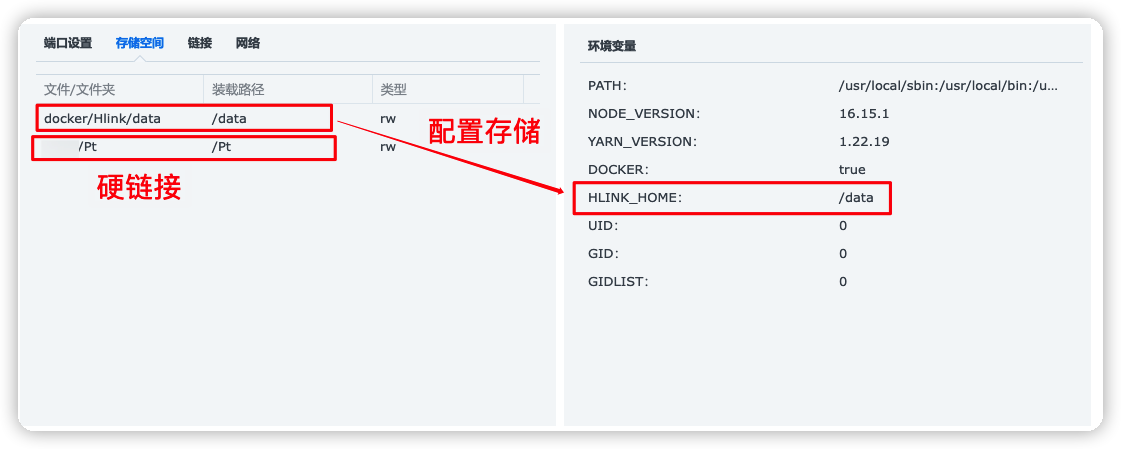 端口设置 存储空间 链接 网络
文件/文件夹 装载路径 类型
docker/Hlink/data /data rw
/Pt /Pt rw
硬链接
配置存储
环境变量
PATH: /usr/local/sbin:/usr/local/bin:/u...
NODE_VERSION: 16.15.1
YARN_VERSION: 1.22.19
DOCKER: true
HLINK_HOME: /data
UID: 0
GID: 0
GIDLIST: 0